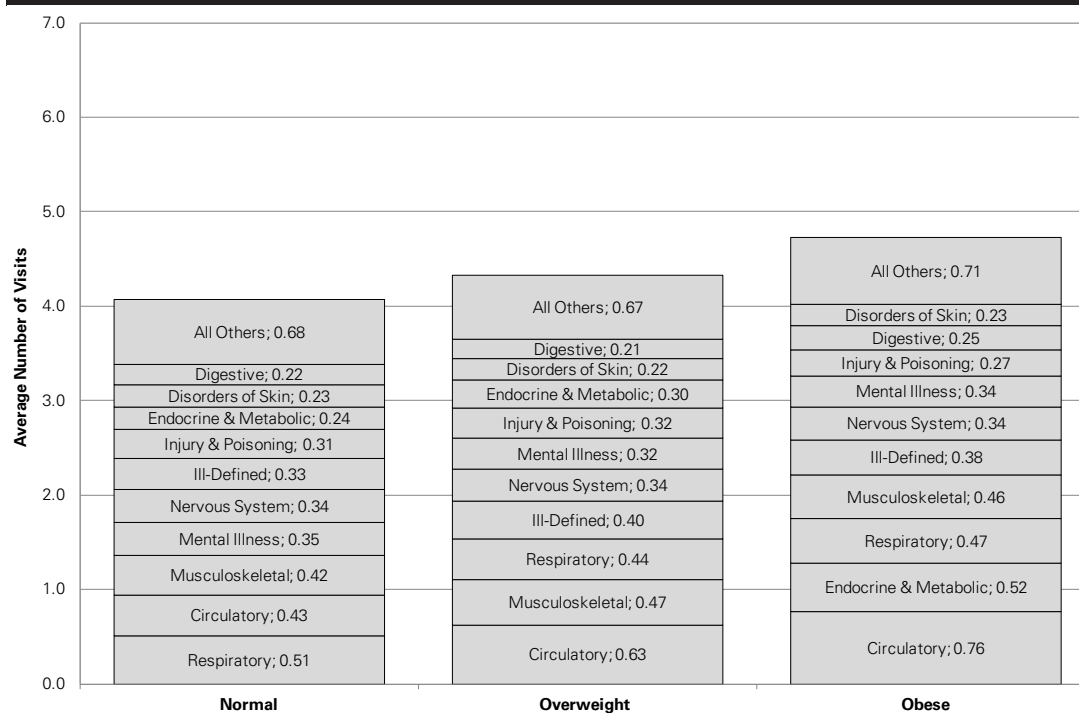 7.0
6.0
5.0
4.0
3.0
2.0
1.0
0.0
Average Number of Visits
All Others; 0.68
Digestive; 0.22
Disorders of Skin; 0.23
Endocrine & Metabolic; 0.24
Injury & Poisoning; 0.31
Ill-Defined; 0.33
Nervous System; 0.34
Mental Illness; 0.35
Musculoskeletal; 0.42
Circulatory; 0.43
Respiratory; 0.51
Normal
All Others; 0.67
Digestive; 0.21
Disorders of Skin; 0.22
Endocrine & Metabolic; 0.30
Injury & Poisoning; 0.32
Mental Illness; 0.32
Nervous System; 0.34
Ill-Defined; 0.40
Respiratory; 0.44
Musculoskeletal; 0.47
Circulatory; 0.63
Overweight
All Others; 0.71
Disorders of Skin; 0.23
Digestive; 0.25
Injury & Poisoning; 0.27
Mental Illness; 0.34
Nervous System; 0.34
Ill-Defined; 0.38
Musculoskeletal; 0.46
Respiratory; 0.47
Endocrine & Metabolic; 0.52
Circulatory; 0.76
Obese